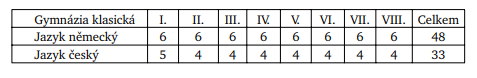 Gymnázia klasická I. II. III. IV. V. VI. VII. VIII. Celkem
Jazyk německý 6 6 6 6 6 6 6 6 48
Jazyk český 5 4 4 4 4 4 4 4 33